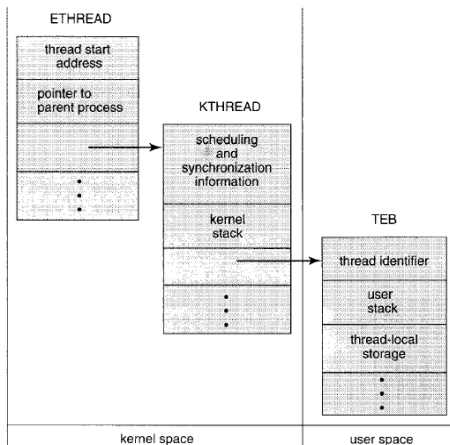 ETHREAD
thread start
address
pointer to
parent process
KTHREAD
scheduling
and
synchronization
information
kernel
stack
TEB
thread identifier
user
stack
thread-local
storage
kernel space
user space